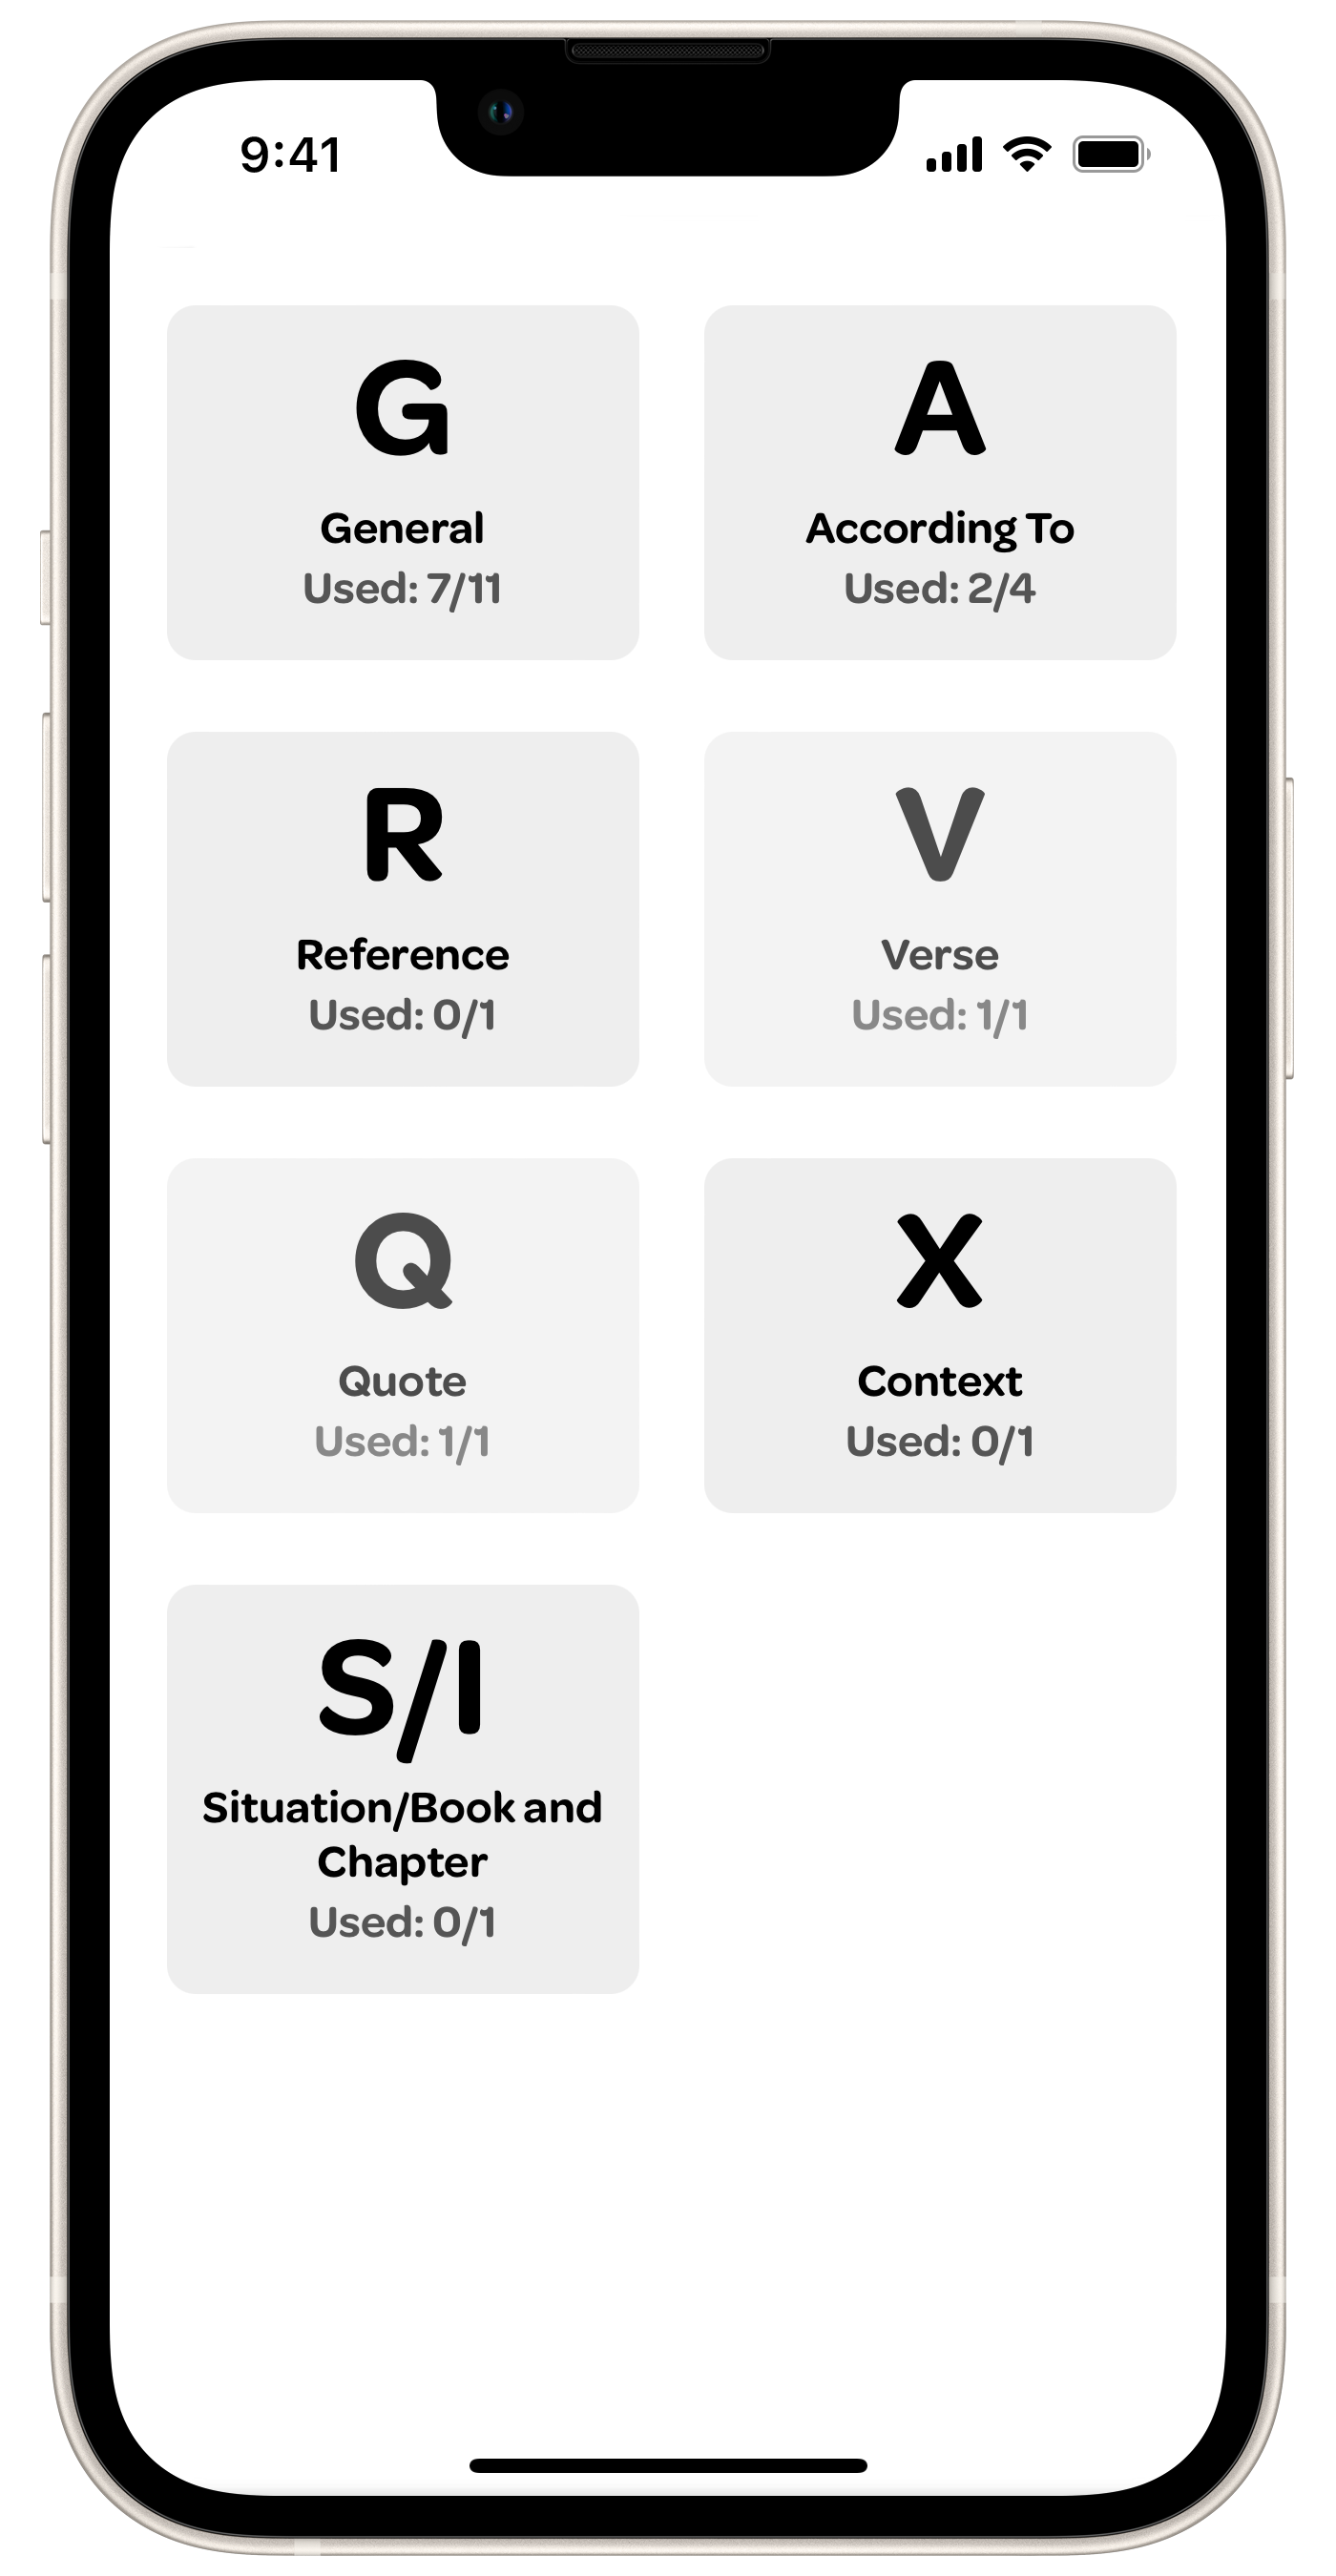 9:41
G
General
Used: 7/11
A
According To
Used: 2/4
R
Reference
Used: 0/1
V
Verse
Used: 1/1
Q
Quote
Used: 1/1
X
Context
Used: 0/1
S/I
Situation/Book and
Chapter
Used: 0/1